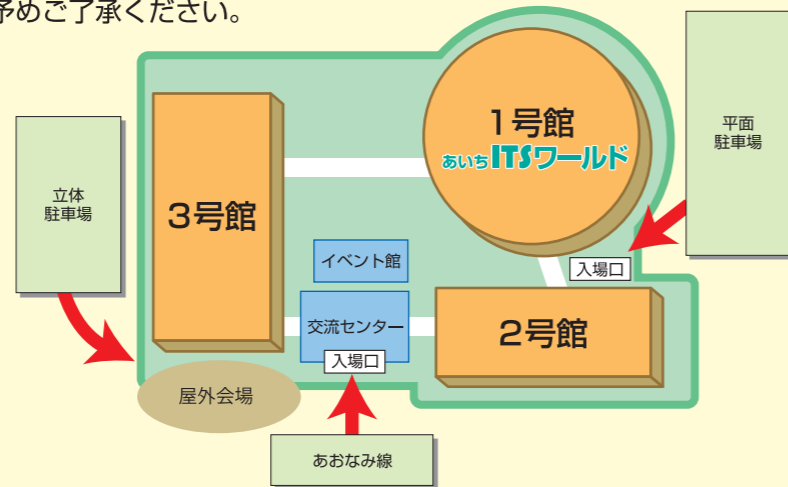 予めご了承ください。
1号館
あいちITSワールド
平面
駐車場
立体
駐車場
3号館
イベント館
入場口
交流センター
2号館
入場口
屋外会場
あおなみ線